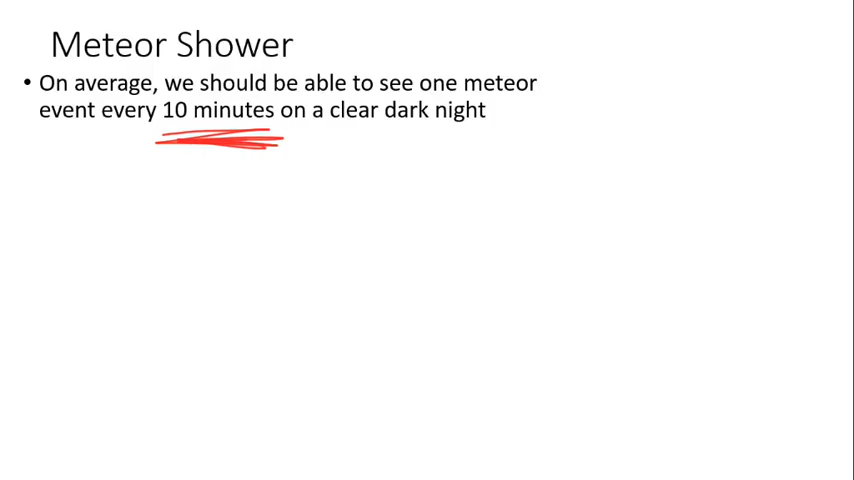 Meteor Shower
• On average, we should be able to see one meteor
event every 10 minutes on a clear dark night